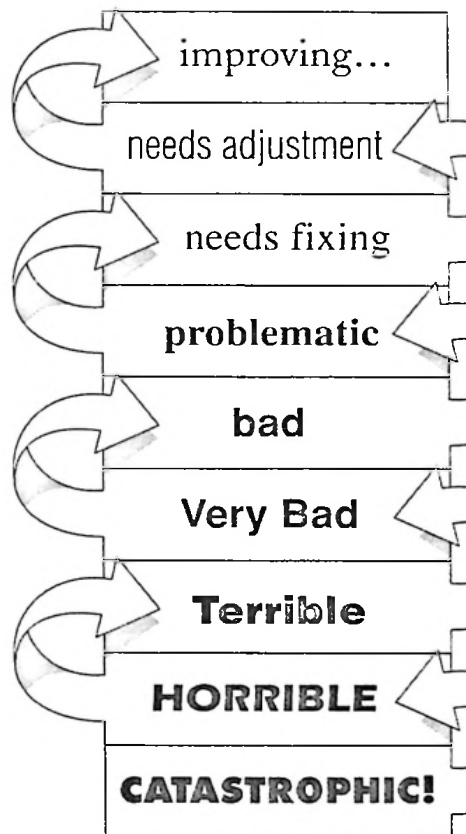 improving...
needs adjustment
needs fixing
problematic
bad
Very Bad
Terrible
HORRIBLE
CATASTROPHIC!